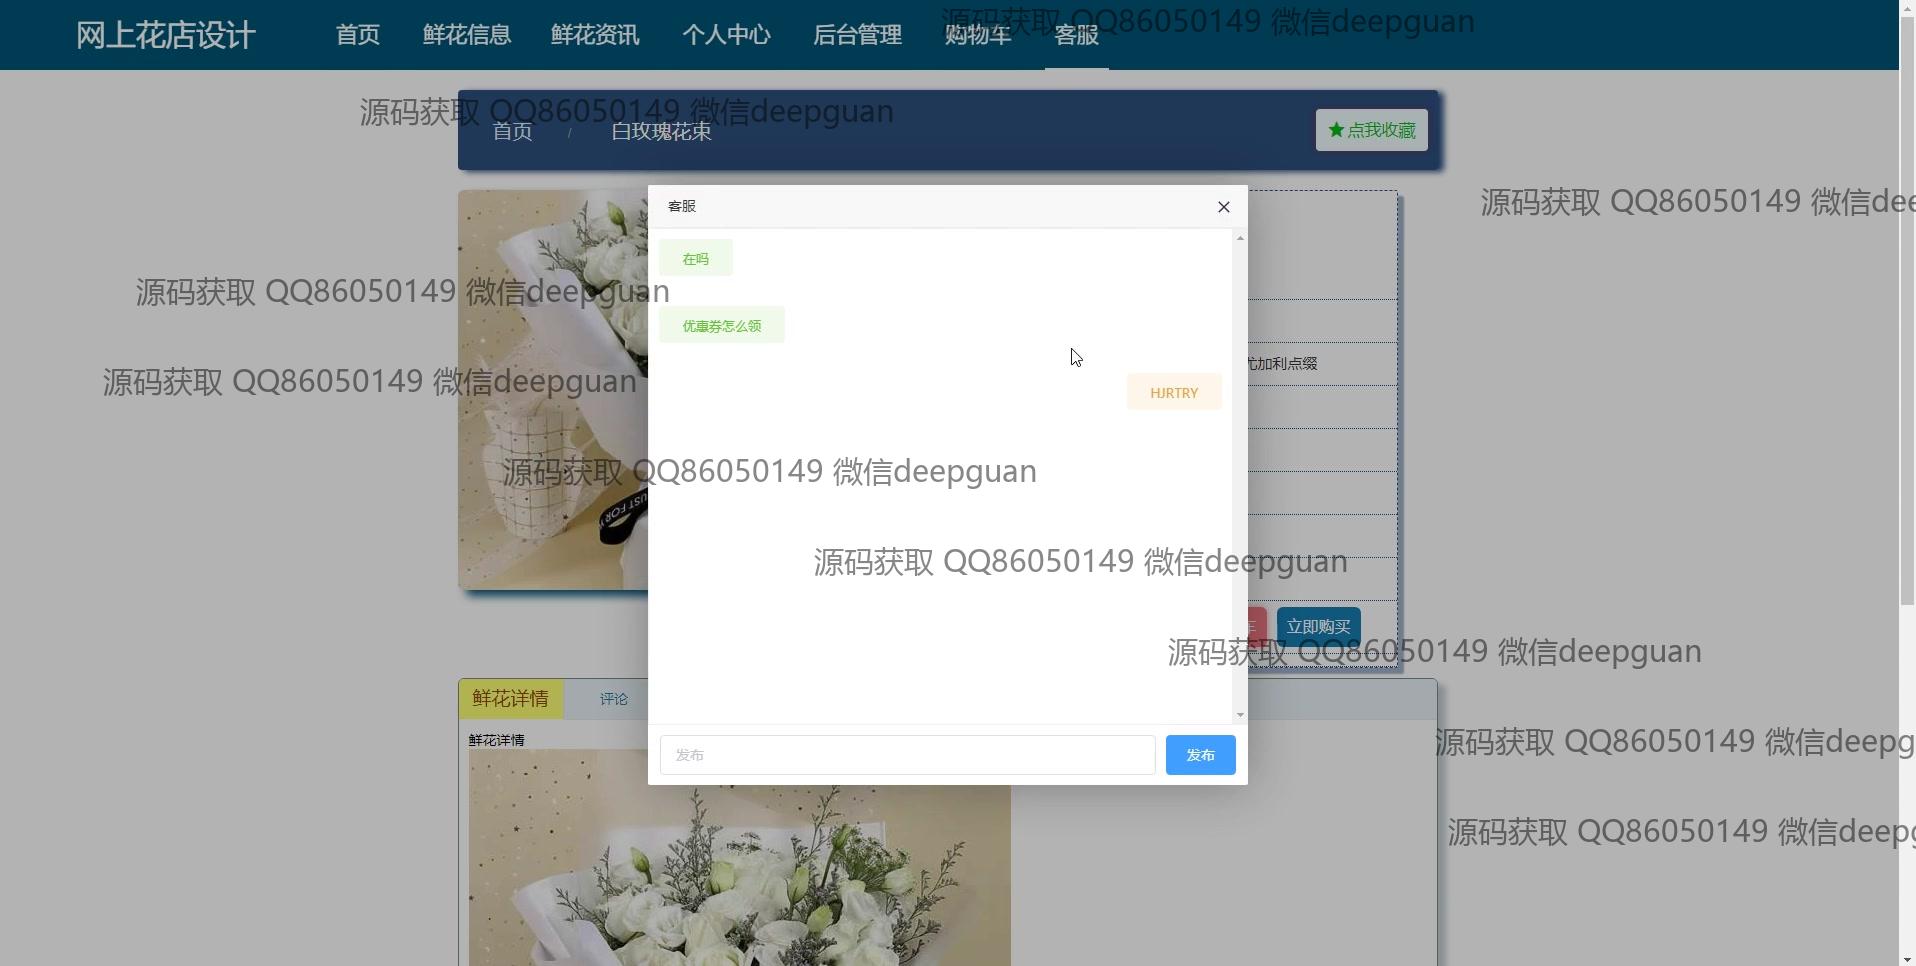 网上花店设计 首页 鲜花信息 鲜花资讯 个人中心 后台管理 购物车 客服
源码获取 QQ86050149 微信deepguan
源码获取 QQ86050149 微信deepguan
首页 / 白玫瑰花束
★点我收藏
客服
源码获取 QQ86050149 微信dee
在吗
源码获取 QQ86050149 微信deepguan
优惠券怎么领
尤加利点缀
源码获取 QQ86050149 微信deepguan
HJRTRY
源码获取 QQ86050149 微信deepguan
UST FOR
源码获取 QQ86050149 微信deepguan
车 立即购买
源码获取 QQ86050149 微信deepguan
鲜花详情 评论
鲜花详情
源码获取 QQ86050149 微信deepg
发布 发布
源码获取 QQ86050149 微信deepg